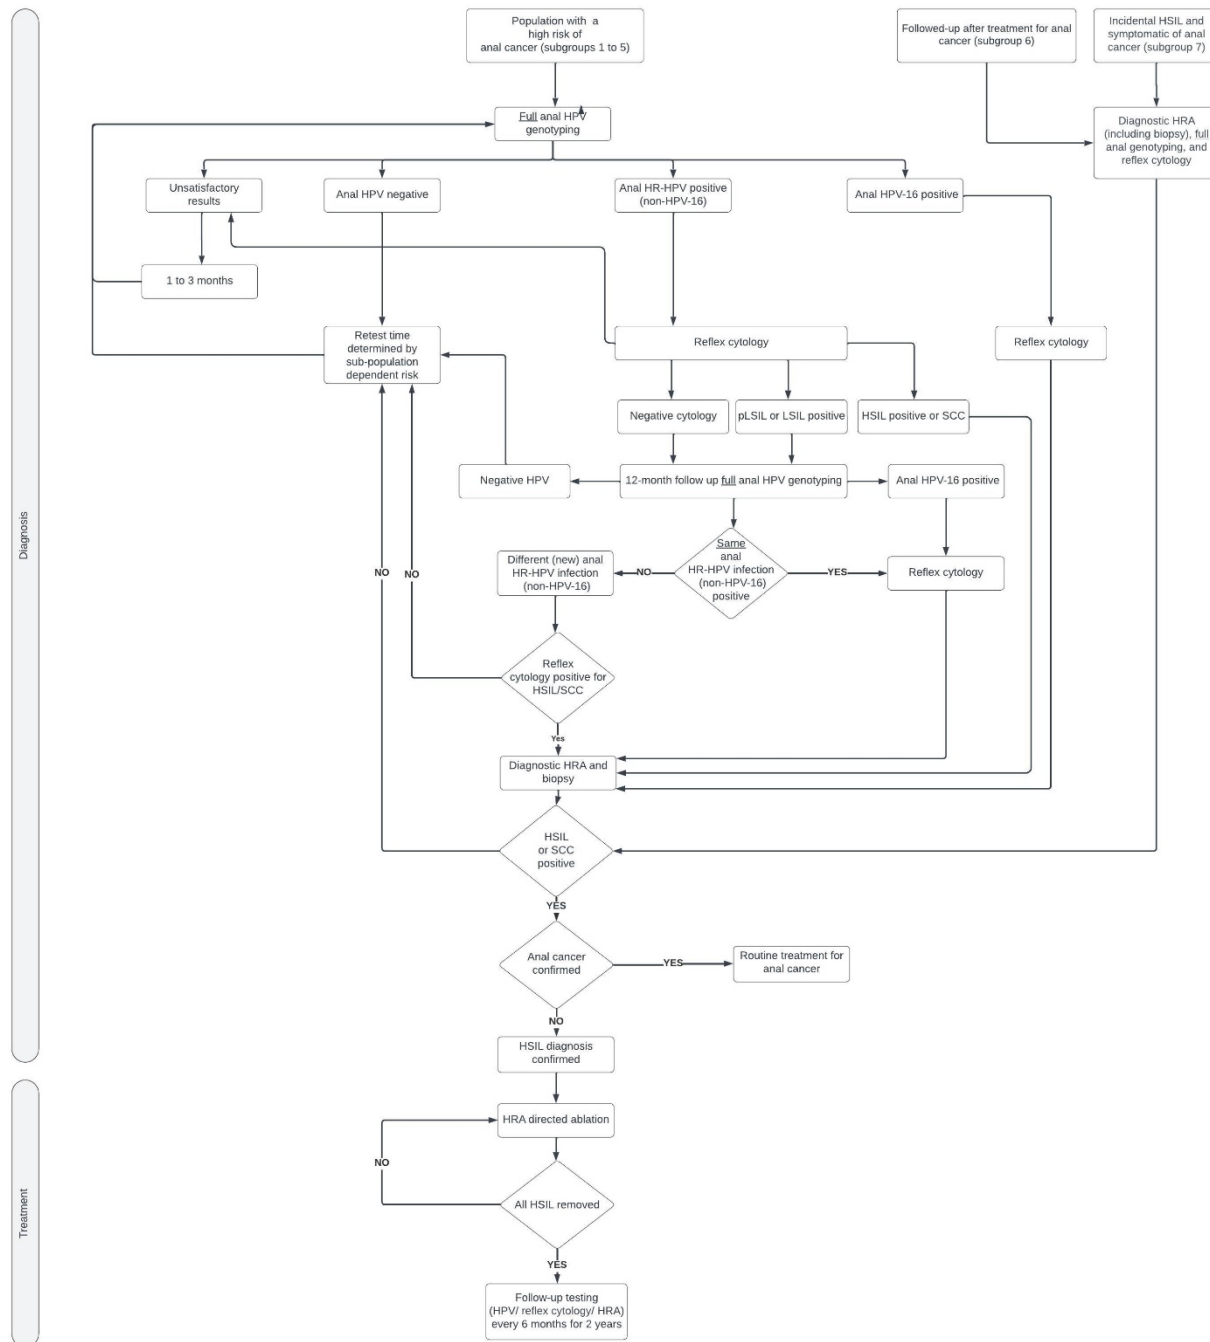 Population with a
high risk of
anal cancer (subgroups 1 to 5)
Followed-up after treatment for anal
cancer (subgroup 6)
Incidental HSIL and
symptomatic of anal
cancer (subgroup 7)
Full anal HPV
genotyping
Diagnostic HRA
(including biopsy), full
anal genotyping, and
reflex cytology
Unsatisfactory
results
Anal HPV negative
Anal HR-HPV positive
(non-HPV-16)
Anal HPV-16 positive
1 to 3 months
Retest time
determined by
sub-population
dependent risk
Reflex cytology
Reflex cytology
Negative cytology
pLSIL or LSIL positive
HSIL positive or SCC
Negative HPV
12-month follow up full anal HPV genotyping
Anal HPV-16 positive
Diagnosis
Different (new) anal
HR-HPV infection
(non-HPV-16)
NO
Same
anal
HR-HPV infection
(non-HPV-16)
positive
YES
Reflex cytology
NO
NO
Reflex
cytology positive for
HSIL/SCC
Yes
Diagnostic HRA and
biopsy
HSIL
or SCC
positive
YES
Anal cancer
confirmed
YES
Routine treatment for
anal cancer
NO
HSIL diagnosis
confirmed
HRA directed ablation
NO
All HSIL removed
Treatment
YES
Follow-up testing
(HPV/ reflex cytology/ HRA)
every 6 months for 2 years